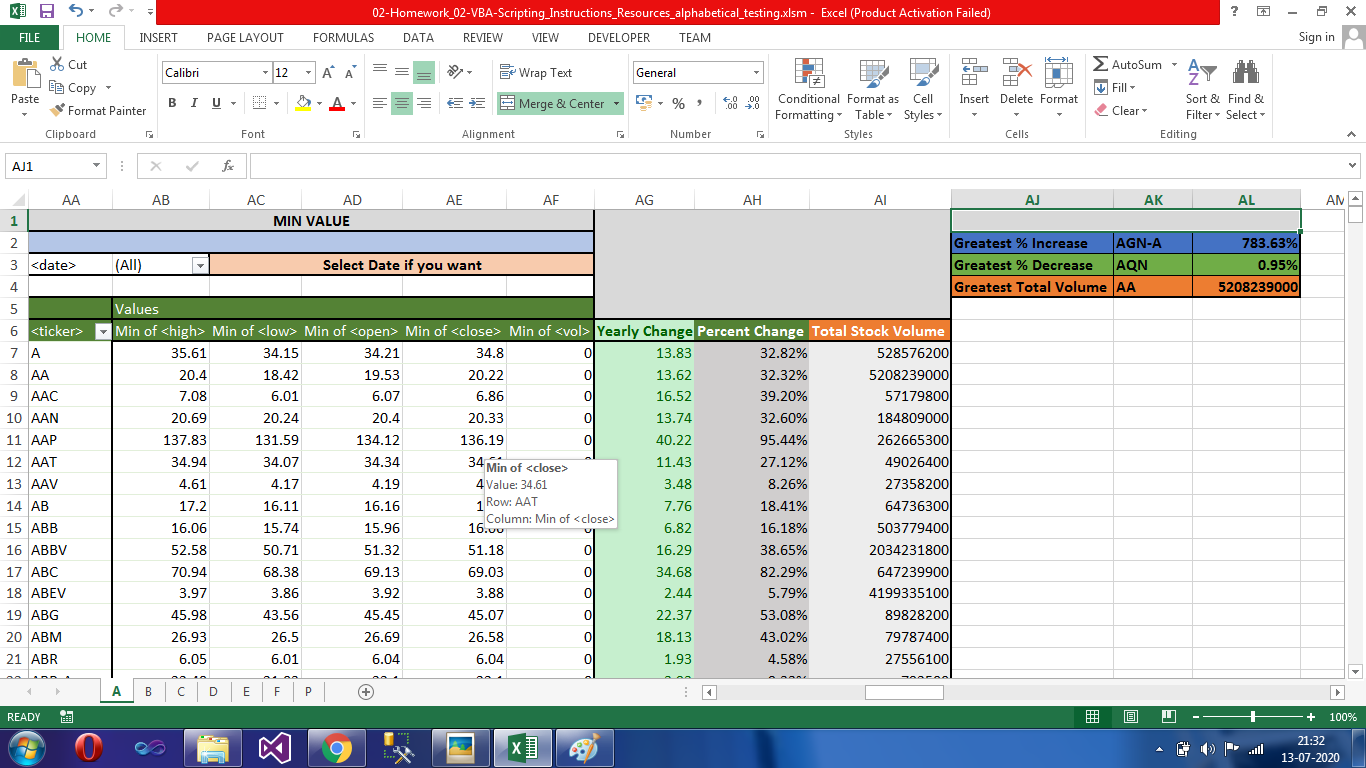 02-Homework_02-VBA-Scripting_Instructions_Resources_alphabetical_testing.xlsm - Excel (Product Activation Failed)
FILE HOME INSERT PAGE LAYOUT FORMULAS DATA REVIEW VIEW DEVELOPER TEAM Sign in
Paste Cut Copy Format Painter Clipboard
Calibri 12 B I U Font
Wrap Text Merge & Center Alignment
General % , Number
Conditional Formatting Format as Table Cell Styles Styles
Insert Delete Format Cells
AutoSum Fill Clear Sort & Filter Find & Select Editing
AJ1 fx
AA AB AC AD AE AF AG AH AI AJ AK AL AM
1 MIN VALUE
2 Greatest % Increase AGN-A 783.63%
3 <date> (All) Select Date if you want Greatest % Decrease AQN 0.95%
4 Greatest Total Volume AA 5208239000
5 Values
6 <ticker> Min of <high> Min of <low> Min of <open> Min of <close> Min of <vol> Yearly Change Percent Change Total Stock Volume
7 A 35.61 34.15 34.21 34.8 0 13.83 32.82% 528576200
8 AA 20.4 18.42 19.53 20.22 0 13.62 32.32% 5208239000
9 AAC 7.08 6.01 6.07 6.86 0 16.52 39.20% 57179800
10 AAN 20.69 20.24 20.4 20.33 0 13.74 32.60% 184809000
11 AAP 137.83 131.59 134.12 136.19 0 40.22 95.44% 262665300
12 AAT 34.94 34.07 34.34 11.43 27.12% 49026404
13 AAV 4.61 4.17 4.19 3.48 8.26% 27358200
14 AB 17.2 16.11 16.16 7.76 18.41% 64736300
15 ABB 16.06 15.74 15.96 6.82 16.18% 503779400
Min of <close>
Value: 34.61
Row: AAT
Column: Min of <close>
16 ABBV 52.58 50.71 51.32 51.18 0 16.29 38.65% 2034231800
17 ABC 70.94 68.38 69.13 69.03 0 34.68 82.29% 647239900
18 ABEV 3.97 3.86 3.92 3.88 0 2.44 5.79% 4199335100
19 ABG 45.98 43.56 45.45 45.07 0 22.37 53.08% 89828200
20 ABM 26.93 26.5 26.69 26.58 0 18.13 43.02% 79787400
21 ABR 6.05 6.01 6.04 6.04 0 1.93 4.58% 27556100
A B C D E F P
READY 100%
21:32
13-07-2020